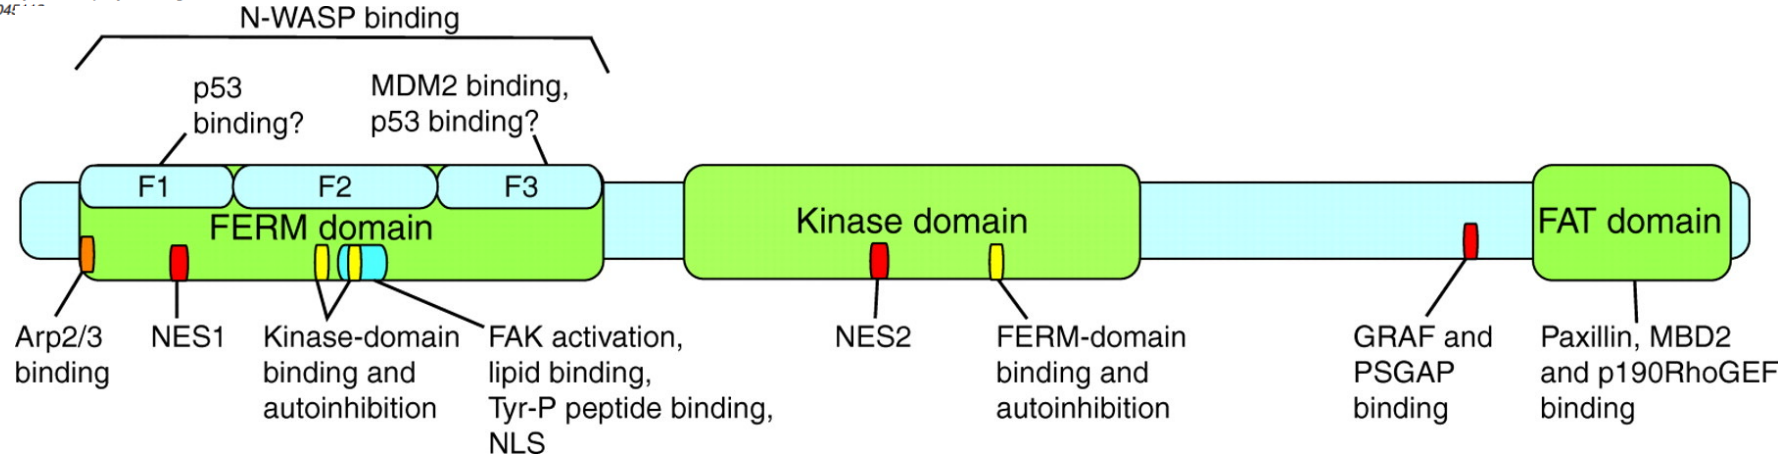 N-WASP binding
p53
binding?
MDM2 binding,
p53 binding?
F1
F2
F3
FERM domain
Kinase domain
FAT domain
Arp2/3
binding
NES1
Kinase-domain
binding and
autoinhibition
FAK activation,
lipid binding,
Tyr-P peptide binding,
NLS
NES2
FERM-domain
binding and
autoinhibition
GRAF and
PSGAP
binding
Paxillin, MBD2
and p190RhoGEF
binding